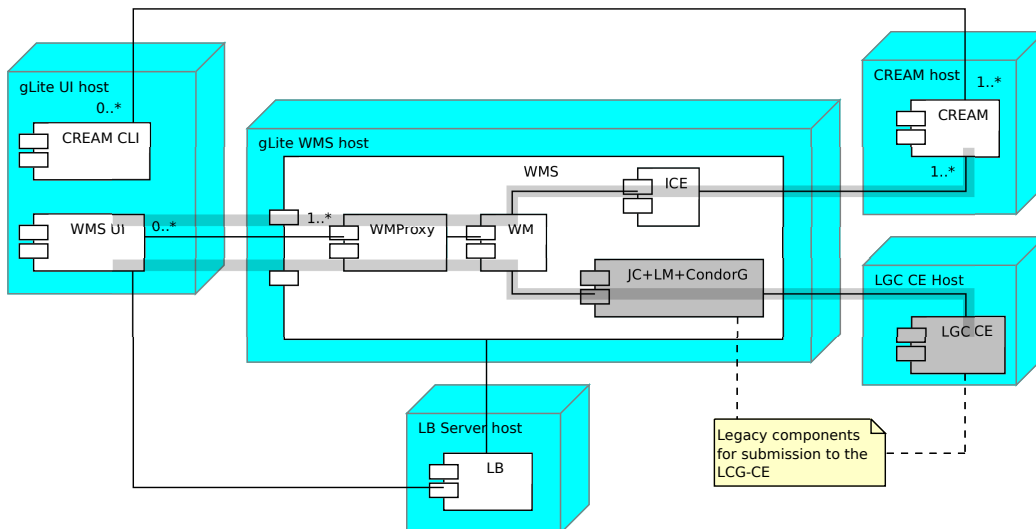 gLite UI host
0..*
CREAM CLI
WMS UI
0..*
gLite WMS host
WMS
1..*
WMProxy
WM
ICE
JC+LM+CondorG
CREAM host
1..*
CREAM
1..*
LGC CE Host
LGC CE
LB Server host
LB
Legacy components
for submission to the
LCG-CE